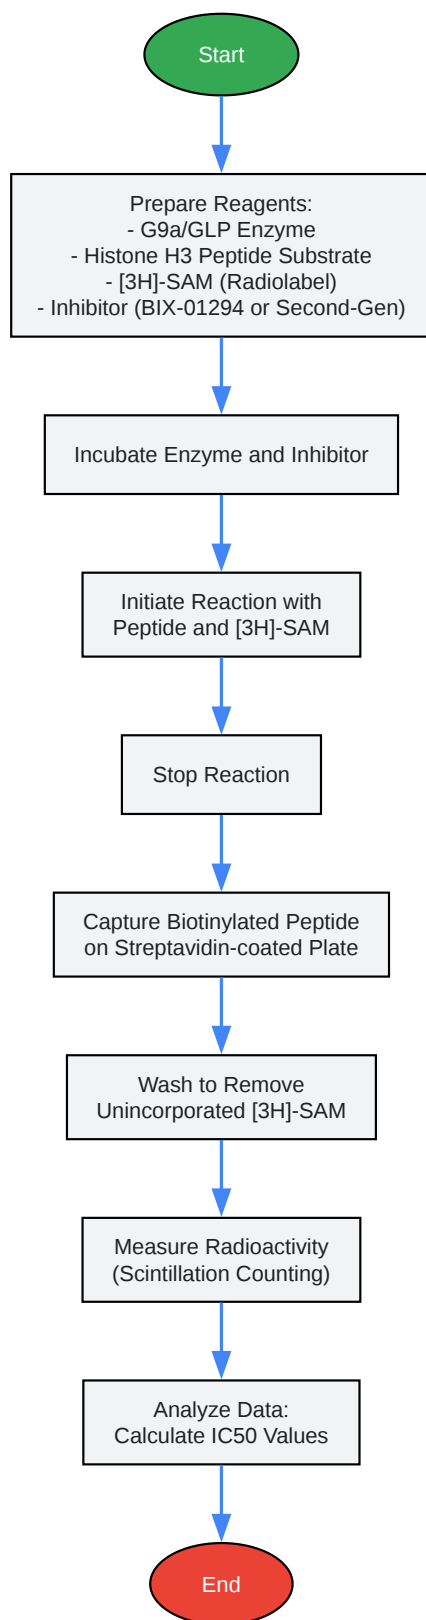 Start
Prepare Reagents:
- G9a/GLP Enzyme
- Histone H3 Peptide Substrate
- [3H]-SAM (Radiolabel)
- Inhibitor (BIX-01294 or Second-Gen)
Incubate Enzyme and Inhibitor
Initiate Reaction with
Peptide and [3H]-SAM
Stop Reaction
Capture Biotinylated Peptide
on Streptavidin-coated Plate
Wash to Remove
Unincorporated [3H]-SAM
Measure Radioactivity
(Scintillation Counting)
Analyze Data:
Calculate IC50 Values
End